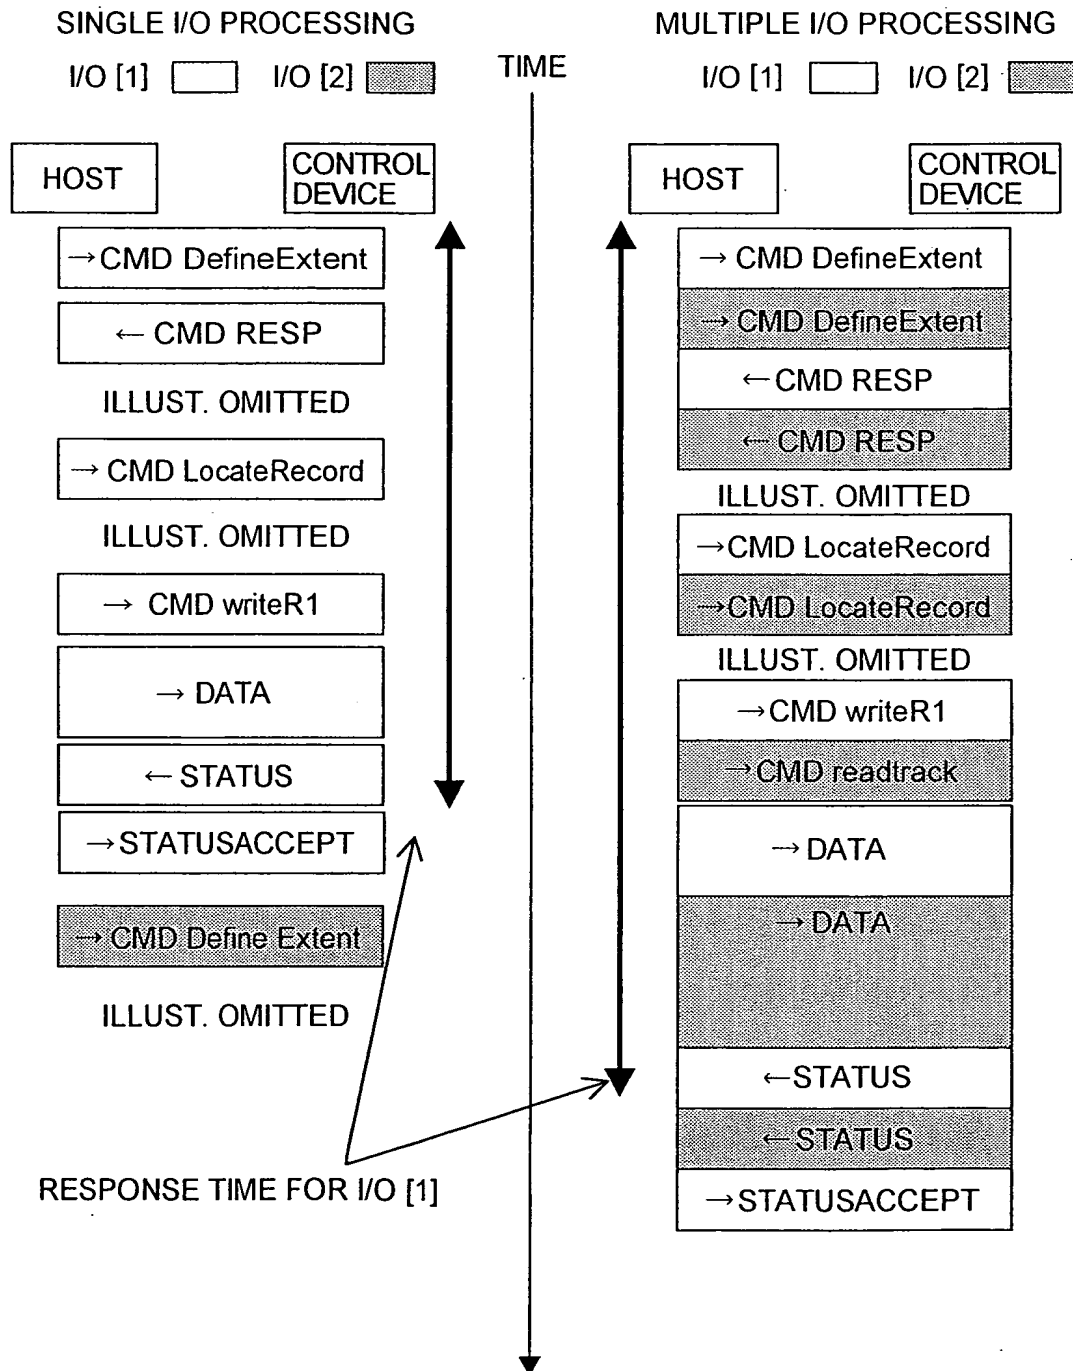 SINGLE I/O PROCESSING
I/O [1] I/O [2]
HOST
CONTROL
DEVICE
→CMD DefineExtent
← CMD RESP
ILLUST. OMITTED
→ CMD LocateRecord
ILLUST. OMITTED
→ CMD writeR1
→ DATA
← STATUS
→STATUSACCEPT
→ CMD Define Extent
ILLUST. OMITTED
RESPONSE TIME FOR I/O [1]
TIME
MULTIPLE I/O PROCESSING
I/O [1] I/O [2]
HOST
CONTROL
DEVICE
→ CMD DefineExtent
→ CMD DefineExtent
← CMD RESP
← CMD RESP
ILLUST. OMITTED
→CMD LocateRecord
→CMD LocateRecord
ILLUST. OMITTED
→CMD writeR1
→CMD readtrack
→ DATA
→ DATA
←STATUS
←STATUS
→STATUSACCEPT